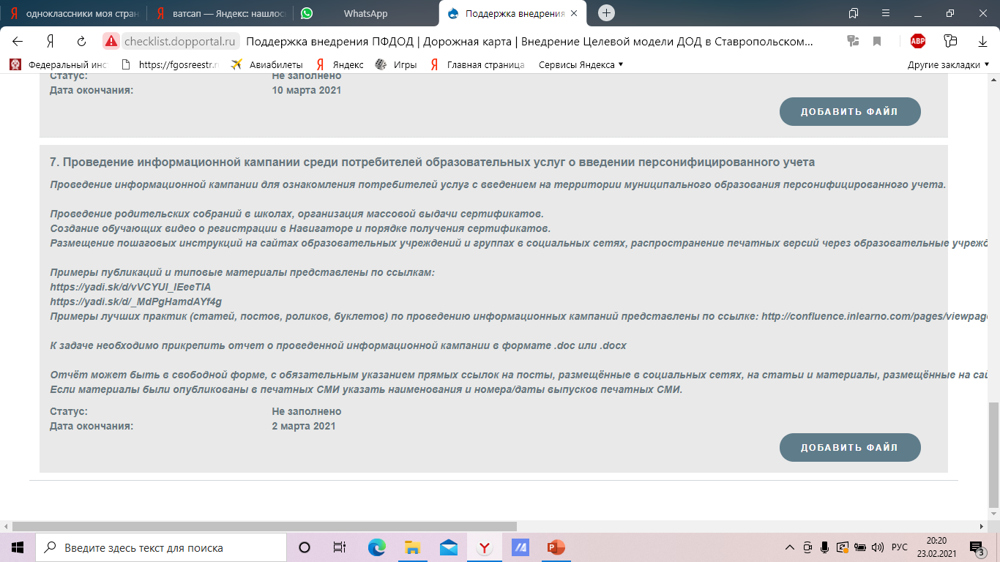 одноклассники моя стран
ватсап — Яндекс: нашлос
WhatsApp
Поддержка внедрения
checklist.dopportal.ru
Поддержка внедрения ПФДОД | Дорожная карта | Внедрение Целевой модели ДОД в Ставропольском...
ABP
Федеральный инс
https://fgosreestr.r
Авиабилеты
Яндекс
Игры
Главная страница
Сервисы Яндекса
Другие закладки
Статус: Не заполнено
Дата окончания: 10 марта 2021
ДОБАВИТЬ ФАЙЛ
7. Проведение информационной кампании среди потребителей образовательных услуг о введении персонифицированного учета
Проведение информационной кампании для ознакомления потребителей услуг с введением на территории муниципального образования персонифицированного учета.
Проведение родительских собраний в школах, организация массовой выдачи сертификатов.
Создание обучающих видео о регистрации в Навигаторе и порядке получения сертификатов.
Размещение пошаговых инструкций на сайтах образовательных учреждений и группах в социальных сетях, распространение печатных версий через образовательные учрежд
Примеры публикаций и типовые материалы представлены по ссылкам:
https://yadi.sk/d/vVCYUI_IEeeTIA
https://yadi.sk/d/_MdPgHamdAYf4g
Примеры лучших практик (статей, постов, роликов, буклетов) по проведению информационных кампаний представлены по ссылке: http://confluence.inlearno.com/pages/viewpage
К задаче необходимо прикрепить отчет о проведенной информационной кампании в формате .doc или .docx
Отчёт может быть в свободной форме, с обязательным указанием прямых ссылок на посты, размещённые в социальных сетях, на статьи и материалы, размещённые на сай
Если материалы были опубликованы в печатных СМИ указать наименования и номера/даты выпусков печатных СМИ.
Статус: Не заполнено
Дата окончания: 2 марта 2021
ДОБАВИТЬ ФАЙЛ
Введите здесь текст для поиска
РУС
20:20
23.02.2021
3